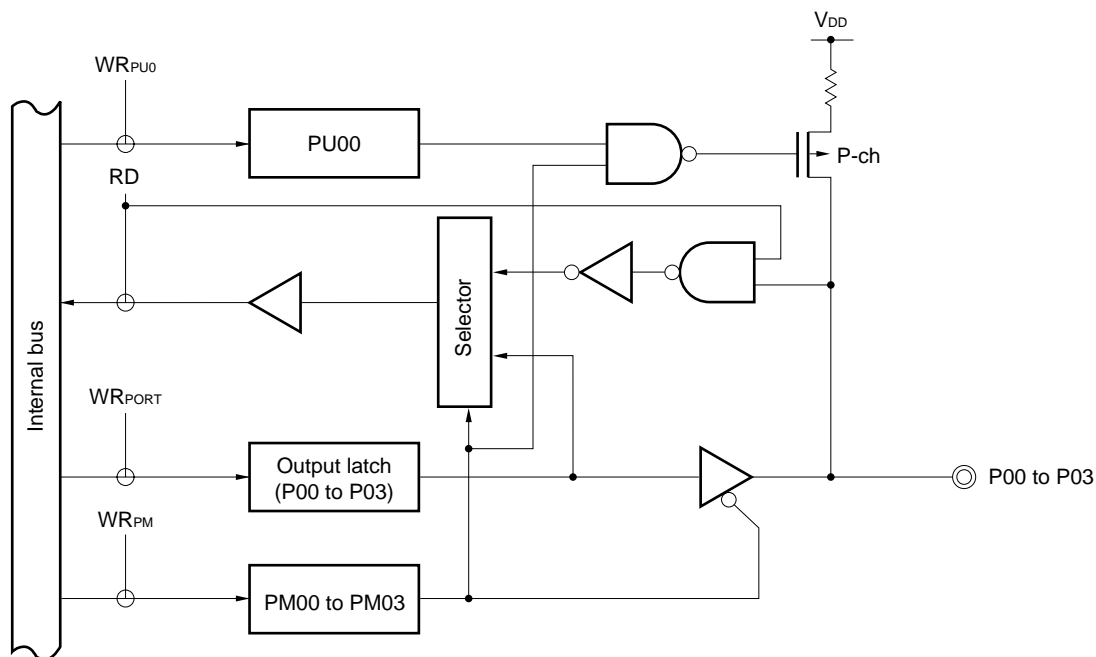 VDD
WRPU0
PU00
P-ch
RD
Selector
Internal bus
WRPORT
Output latch
(P00 to P03)
P00 to P03
WRPM
PM00 to PM03